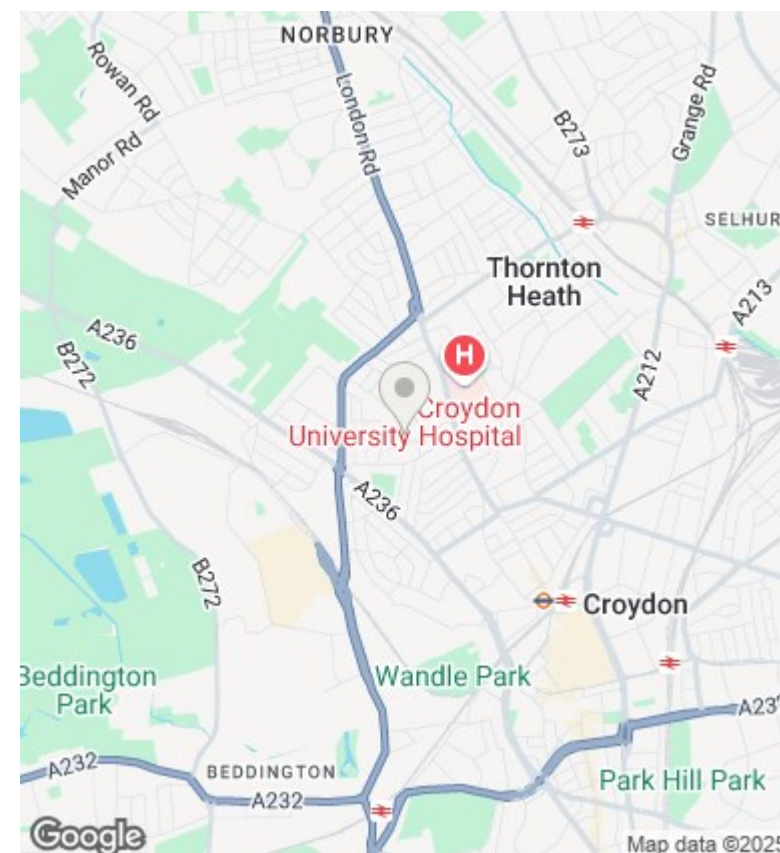 NORBURY
Rowan Rd
London Rd
Grange Rd
B273
Manor Rd
SELHUR
Thornton
Heath
A213
A236
H
B272
A212
Croydon
University Hospital
A236
B272
Croydon
Beddington
Park
Wandle Park
A23
A232
BEDDINGTON
A232
Park Hill Park
Google
Map data ©2025